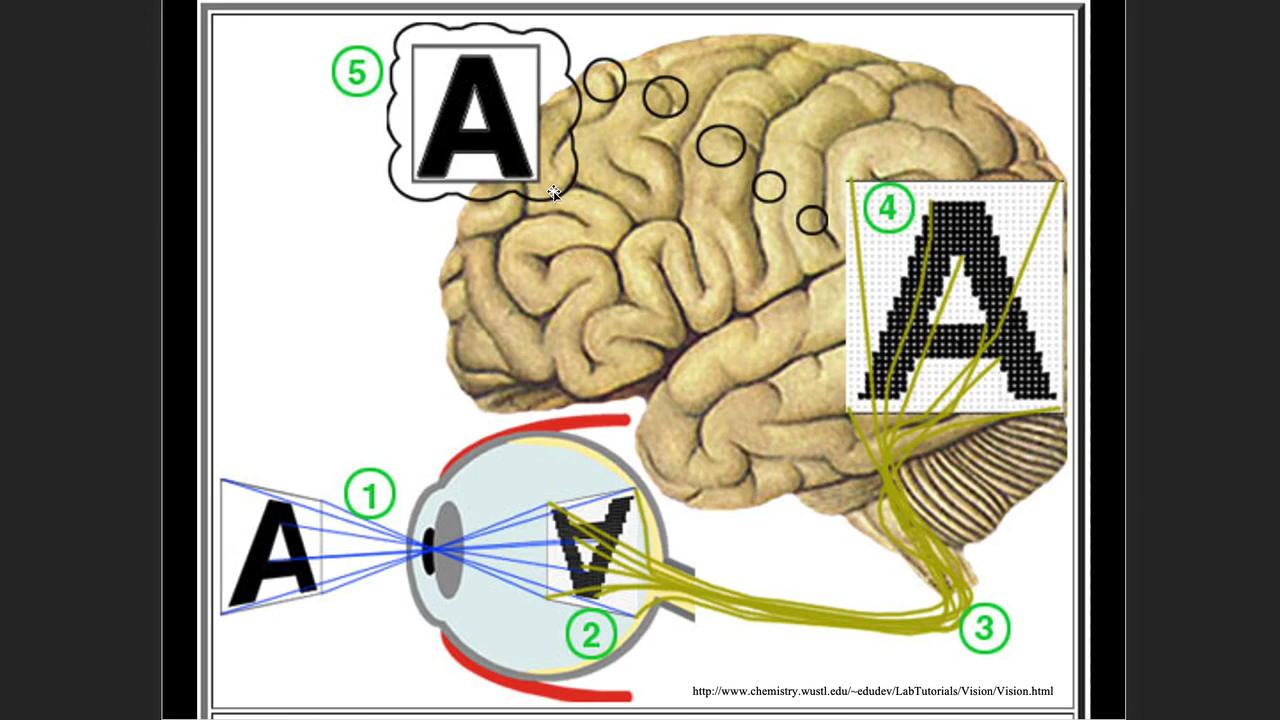 5
A
4
A
1
A
A
2
3
http://www.chemistry.wustl.edu/~edudev/LabTutorials/Vision/Vision.html